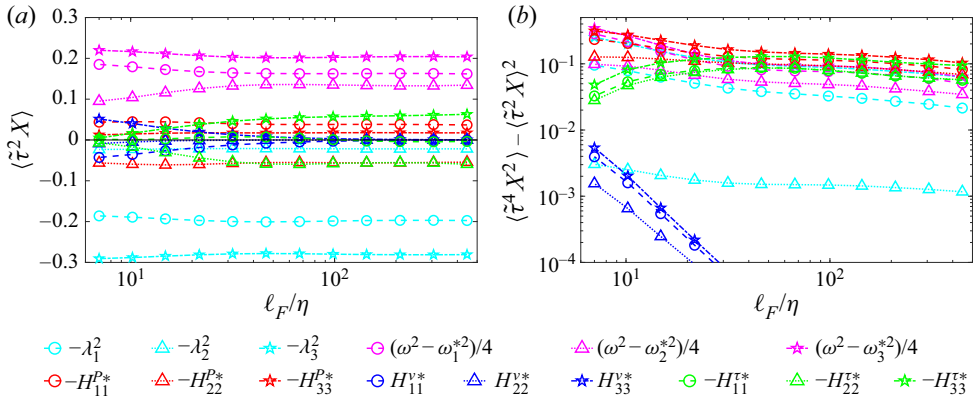 (a)
(b)
0.3
0.2
0.1
0
−0.1
−0.2
−0.3
⟨τ̃²X⟩
10¹
10²
ℓ_F/η
10⁻¹
10⁻²
10⁻³
10⁻⁴
⟨τ̃⁴X²⟩ – ⟨τ̃²X⟩²
10¹
10²
ℓ_F/η
−λ₁² −λ₂² −λ₃² (ω² – ω₁*²)/4 (ω² – ω₂*²)/4 (ω² – ω₃*²)/4
−H₁₁^{P*} −H₂₂^{P*} −H₃₃^{P*} H₁₁^{ν*} H₂₂^{ν*} H₃₃^{ν*} −H₁₁^{τ*} −H₂₂^{τ*} −H₃₃^{τ*}